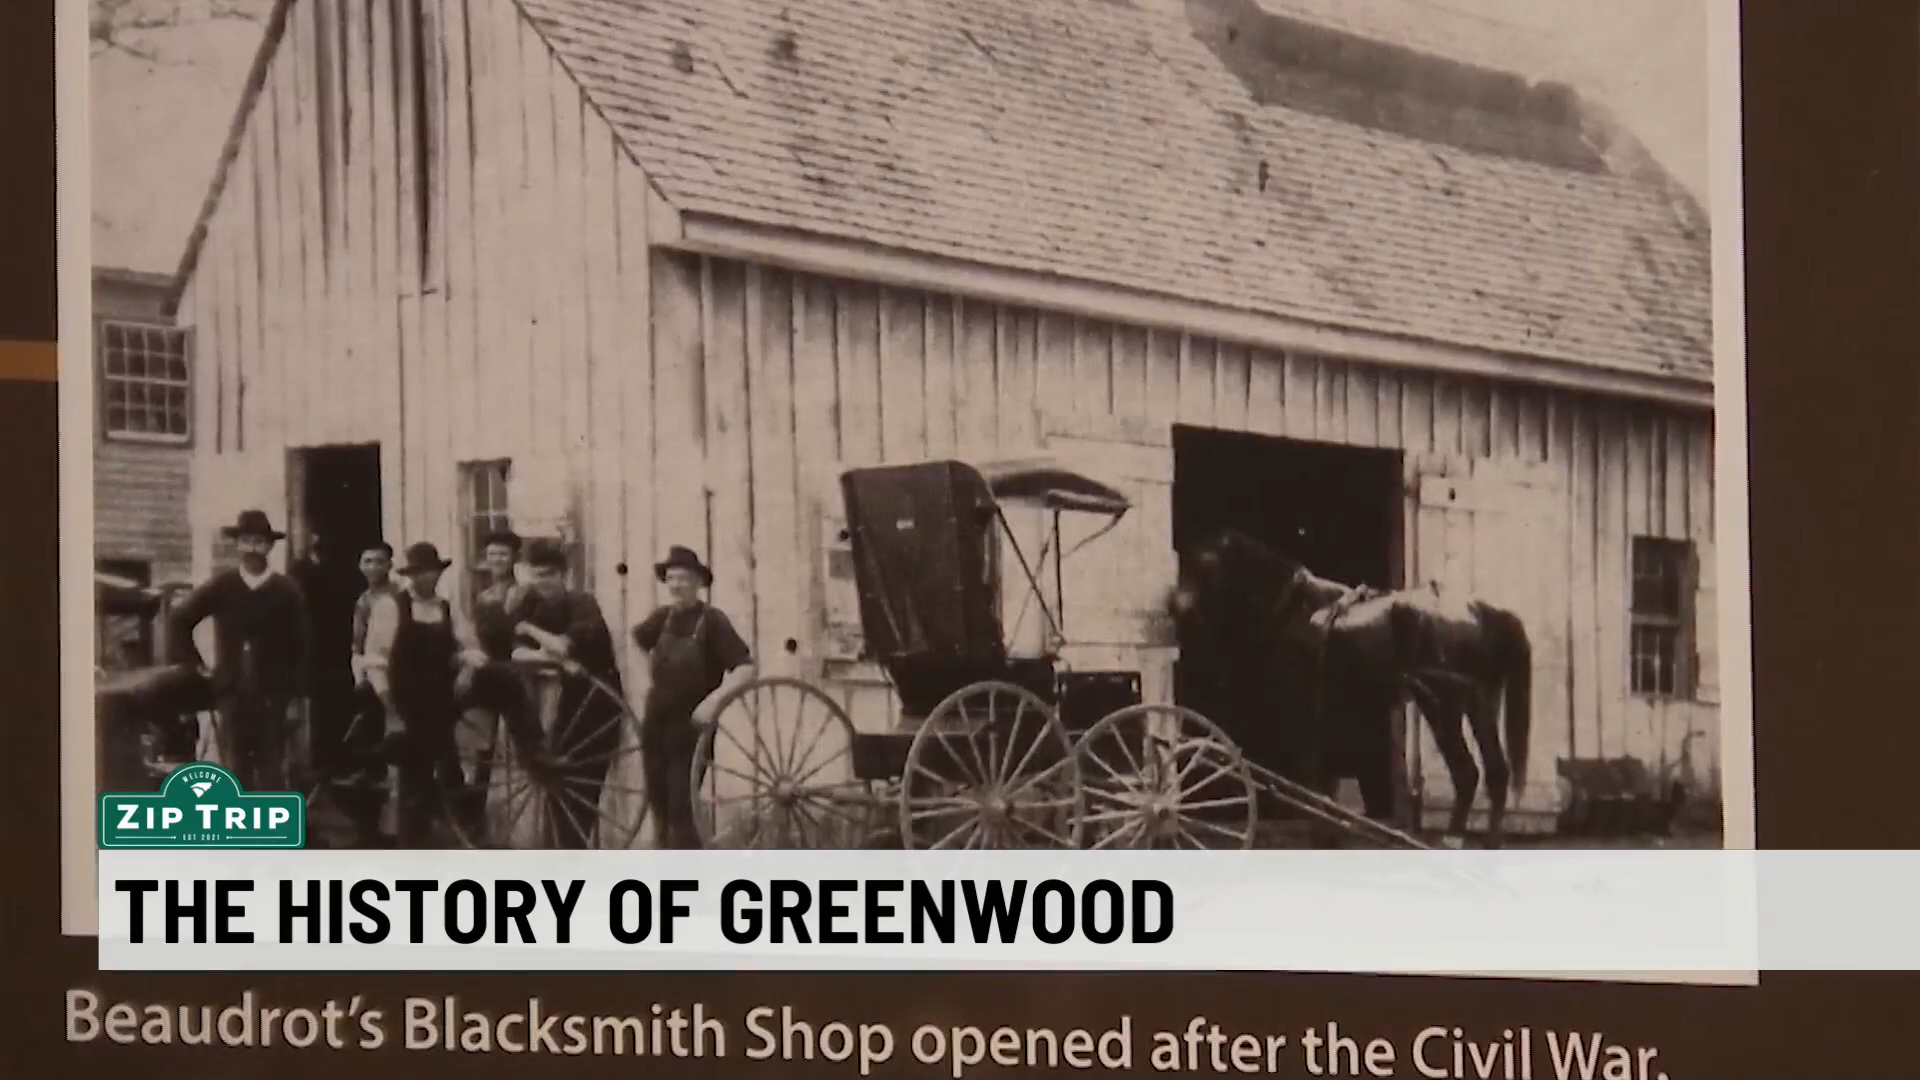 WELCOME
ZIP TRIP
EST 2021
THE HISTORY OF GREENWOOD
Beaudrot's Blacksmith Shop opened after the Civil War.